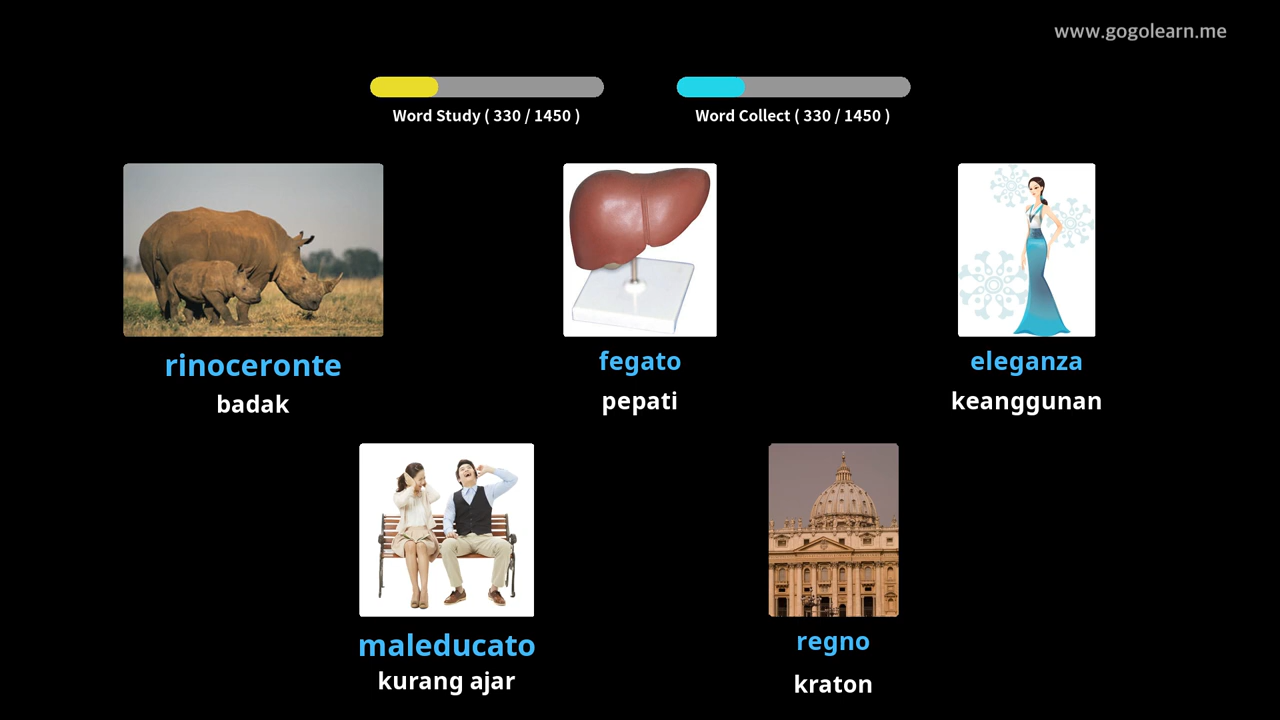 www.gogolearn.me
Word Study ( 330 / 1450 )
Word Collect ( 330 / 1450 )
rinoceronte
badak
fegato
pepati
eleganza
keanggunan
maleducato
kurang ajar
regno
kraton